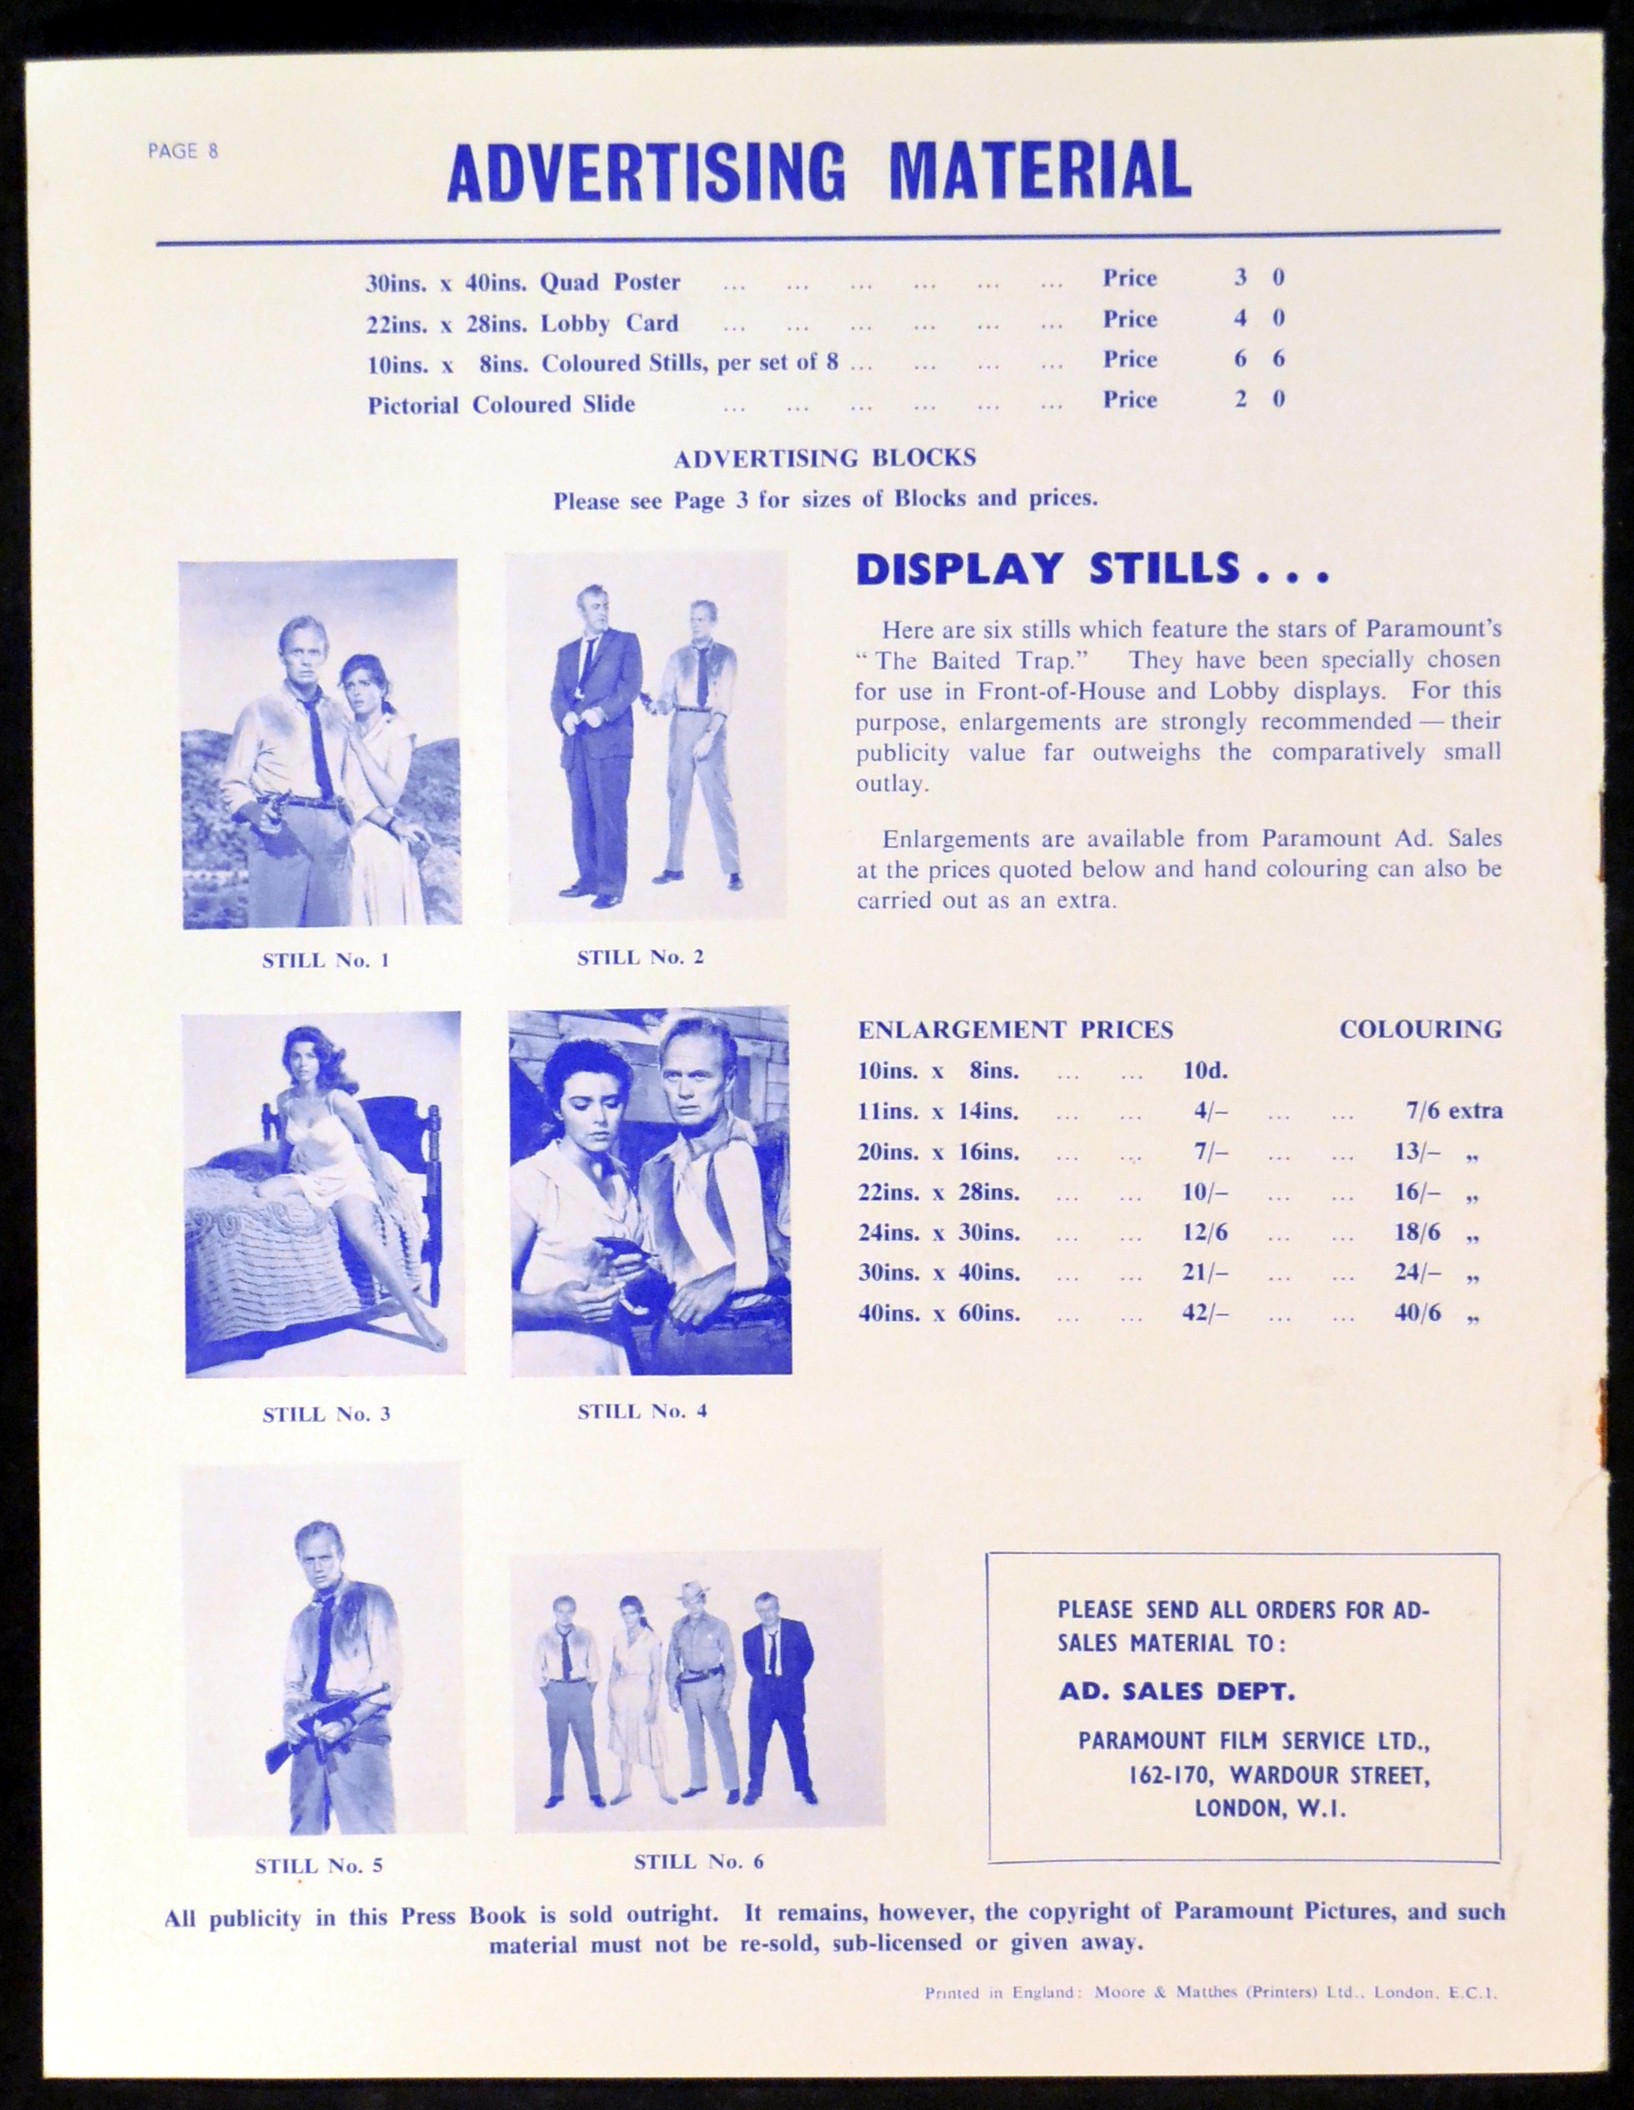 PAGE 8
ADVERTISING MATERIAL
30ins. x 40ins. Quad Poster ... ... ... ... ... ... Price 3 0
22ins. x 28ins. Lobby Card ... ... ... ... ... ... Price 4 0
10ins. x 8ins. Coloured Stills, per set of 8 ... ... ... ... Price 6 6
Pictorial Coloured Slide ... ... ... ... ... ... Price 2 0
ADVERTISING BLOCKS
Please see Page 3 for sizes of Blocks and prices.
DISPLAY STILLS . . .
Here are six stills which feature the stars of Paramount's
“ The Baited Trap.” They have been specially chosen
for use in Front-of-House and Lobby displays. For this
purpose, enlargements are strongly recommended — their
publicity value far outweighs the comparatively small
outlay.
Enlargements are available from Paramount Ad. Sales
at the prices quoted below and hand colouring can also be
carried out as an extra.
STILL No. 1
STILL No. 2
ENLARGEMENT PRICES COLOURING
10ins. x 8ins. ... ... 10d.
11ins. x 14ins. ... ... 4/– ... ... 7/6 extra
20ins. x 16ins. ... ... 7/– ... ... 13/– „
22ins. x 28ins. ... ... 10/– ... ... 16/– „
24ins. x 30ins. ... ... 12/6 ... ... 18/6 „
30ins. x 40ins. ... ... 21/– ... ... 24/– „
40ins. x 60ins. ... ... 42/– ... ... 40/6 „
STILL No. 3
STILL No. 4
STILL No. 5
STILL No. 6
PLEASE SEND ALL ORDERS FOR AD-
SALES MATERIAL TO :
AD. SALES DEPT.
PARAMOUNT FILM SERVICE LTD.,
162-170, WARDOUR STREET,
LONDON, W.I.
All publicity in this Press Book is sold outright. It remains, however, the copyright of Paramount Pictures, and such
material must not be re-sold, sub-licensed or given away.
Printed in England: Moore & Matthes (Printers) Ltd., London, E.C.1.